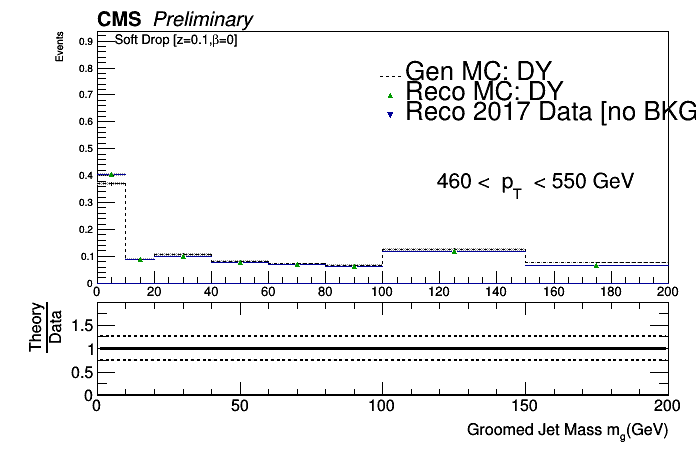 CMS Preliminary
Events
Soft Drop [z=0.1,β=0]
Gen MC: DY
Reco MC: DY
Reco 2017 Data [no BKG
460 < pT < 550 GeV
0.9
0.8
0.7
0.6
0.5
0.4
0.3
0.2
0.1
0
0 20 40 60 80 100 120 140 160 180 200
Theory
Data
1.5
1
0.5
0
0 50 100 150 200
Groomed Jet Mass mg(GeV)